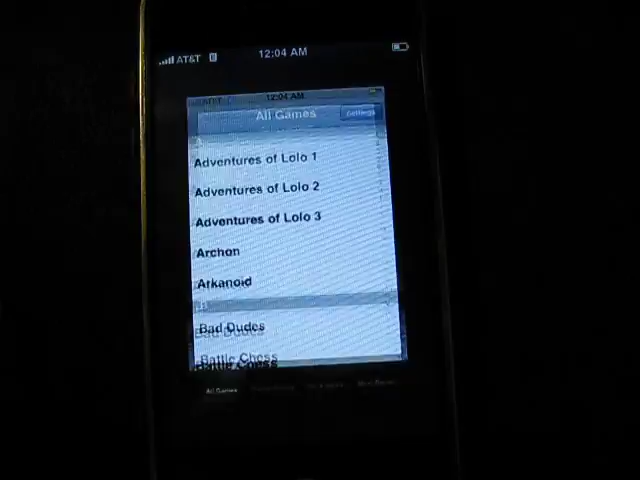 AT&T E 12:04 AM
12:04 AM
All Games Settings
Adventures of Lolo 1
Adventures of Lolo 2
Adventures of Lolo 3
Archon
Arkanoid
B
Bad Dudes
Battle Chess
All Games